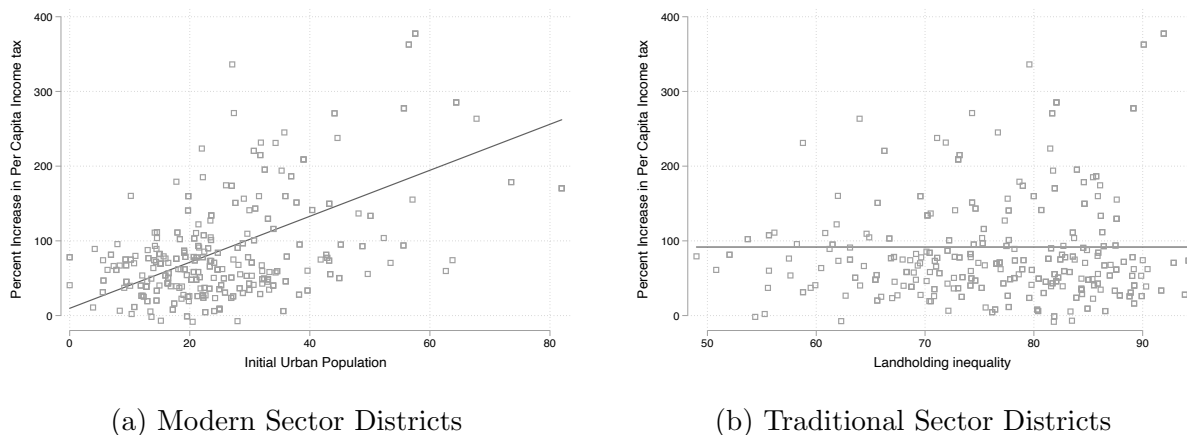 400
300
200
100
0
Percent Increase in Per Capita Income tax
0 20 40 60 80
Initial Urban Population
(a) Modern Sector Districts
400
300
200
100
0
Percent Increase in Per Capita Income tax
50 60 70 80 90
Landholding inequality
(b) Traditional Sector Districts